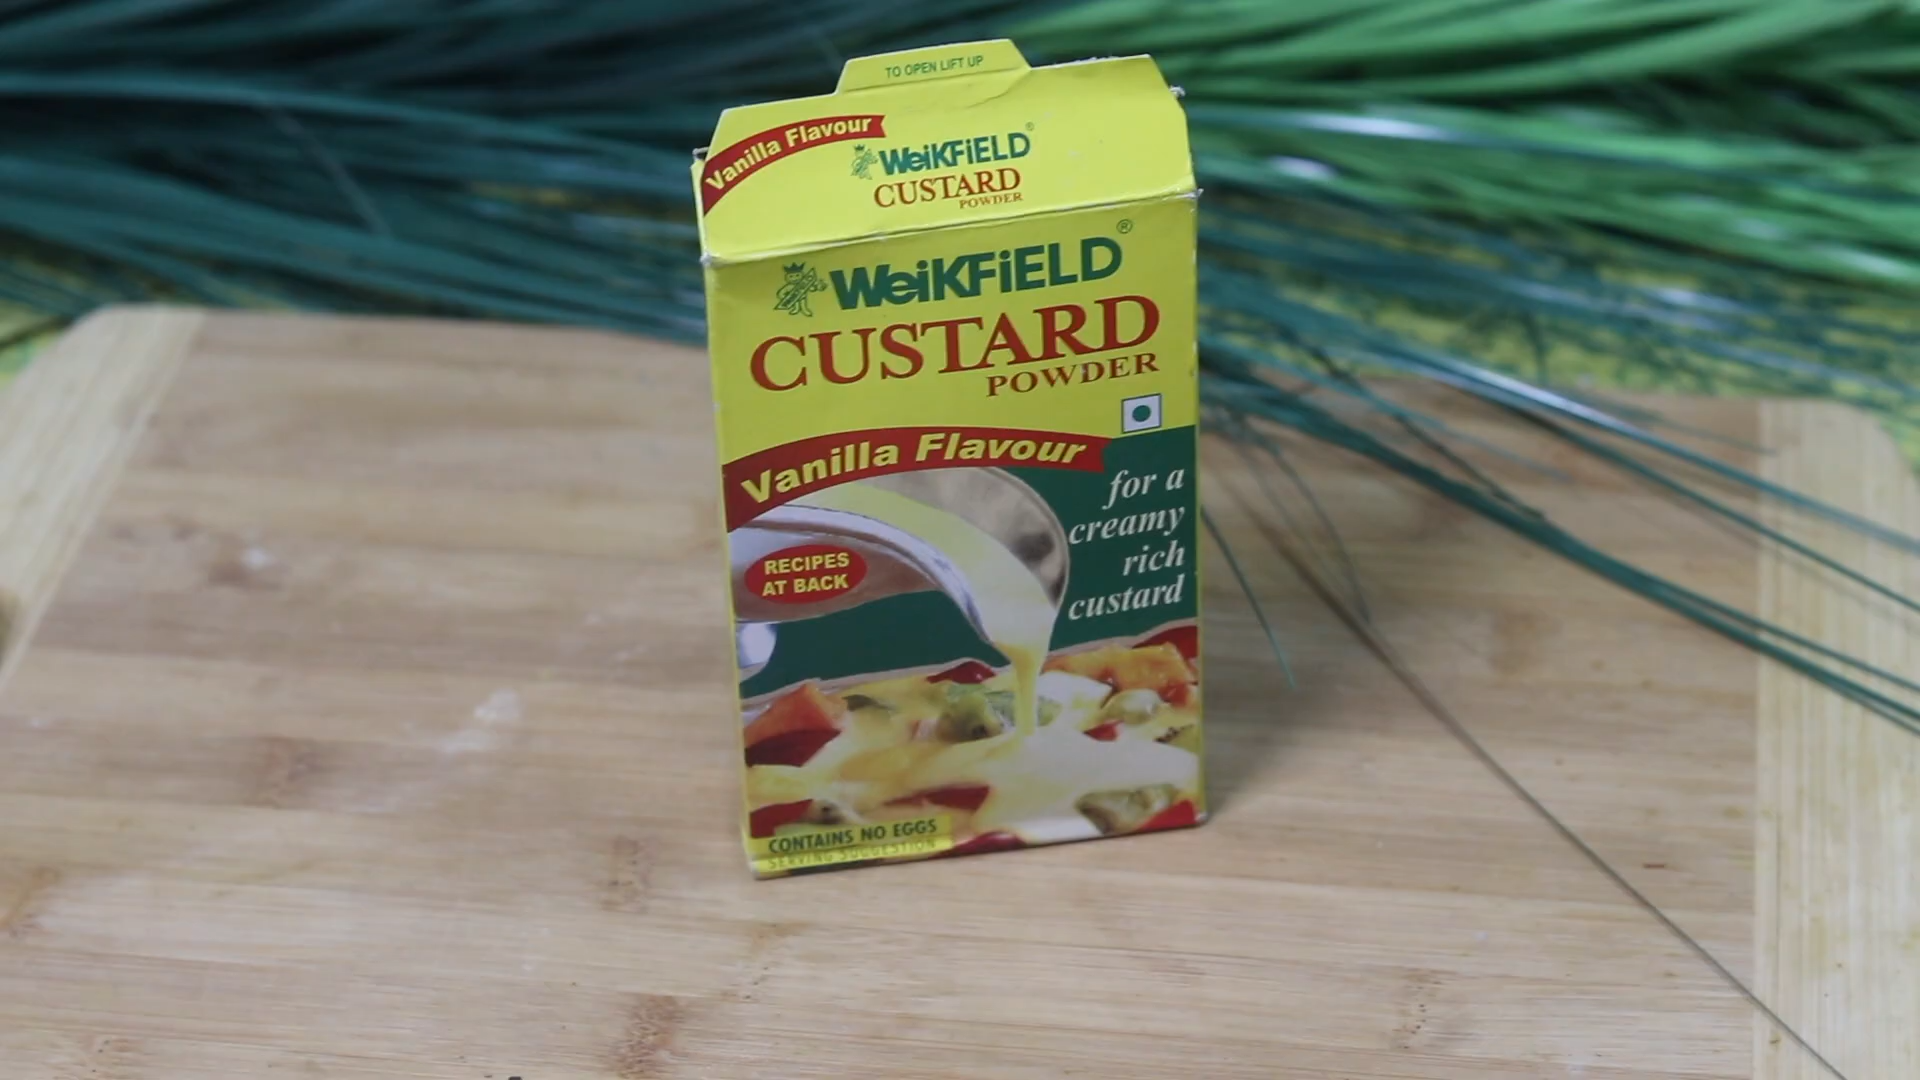 TO OPEN LIFT UP
Vanilla Flavour
WeiKFiELD®
CUSTARD
POWDER
WeiKFiELD®
CUSTARD
POWDER
Vanilla Flavour
for a
creamy
rich
custard
RECIPES
AT BACK
CONTAINS NO EGGS
SERVING SUGGESTION